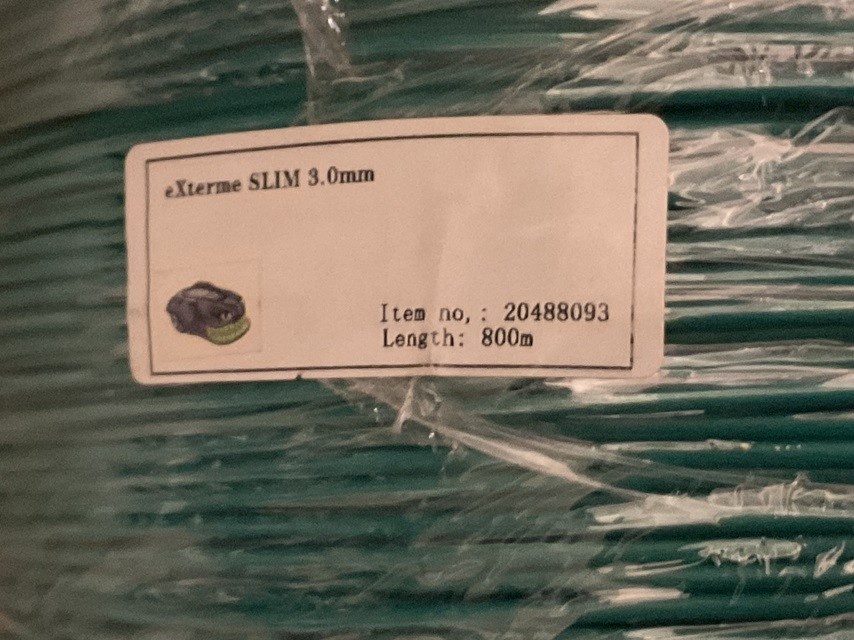 eXterme SLIM 3.0mm
Item no,: 20488093
Length: 800m